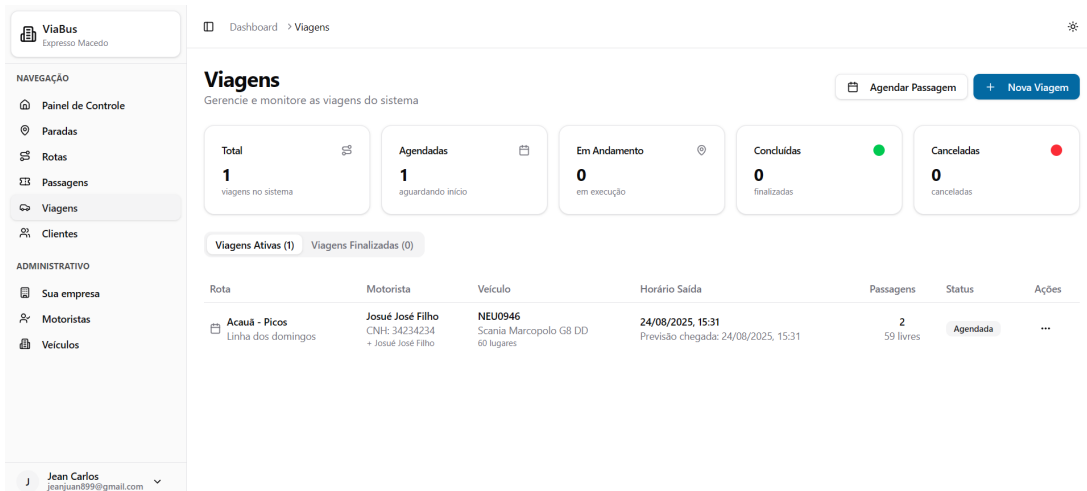 ViaBus
Expresso Macedo
NAVEGAÇÃO
Painel de Controle
Paradas
Rotas
Passagens
Viagens
Clientes
ADMINISTRATIVO
Sua empresa
Motoristas
Veículos
J
Jean Carlos
jeanjuan899@gmail.com
Dashboard > Viagens
Viagens
Gerencie e monitore as viagens do sistema
Agendar Passagem
+ Nova Viagem
Total
1
viagens no sistema
Agendadas
1
aguardando início
Em Andamento
0
em execução
Concluídas
0
finalizadas
Canceladas
0
canceladas
Viagens Ativas (1) Viagens Finalizadas (0)
Rota Motorista Veículo Horário Saída Passagens Status Ações
Acauã - Picos
Linha dos domingos
Josué José Filho
CNH: 34234234
+ Josué José Filho
NEU0946
Scania Marcopolo G8 DD
60 lugares
24/08/2025, 15:31
Previsão chegada: 24/08/2025, 15:31
2
59 livres
Agendada
...